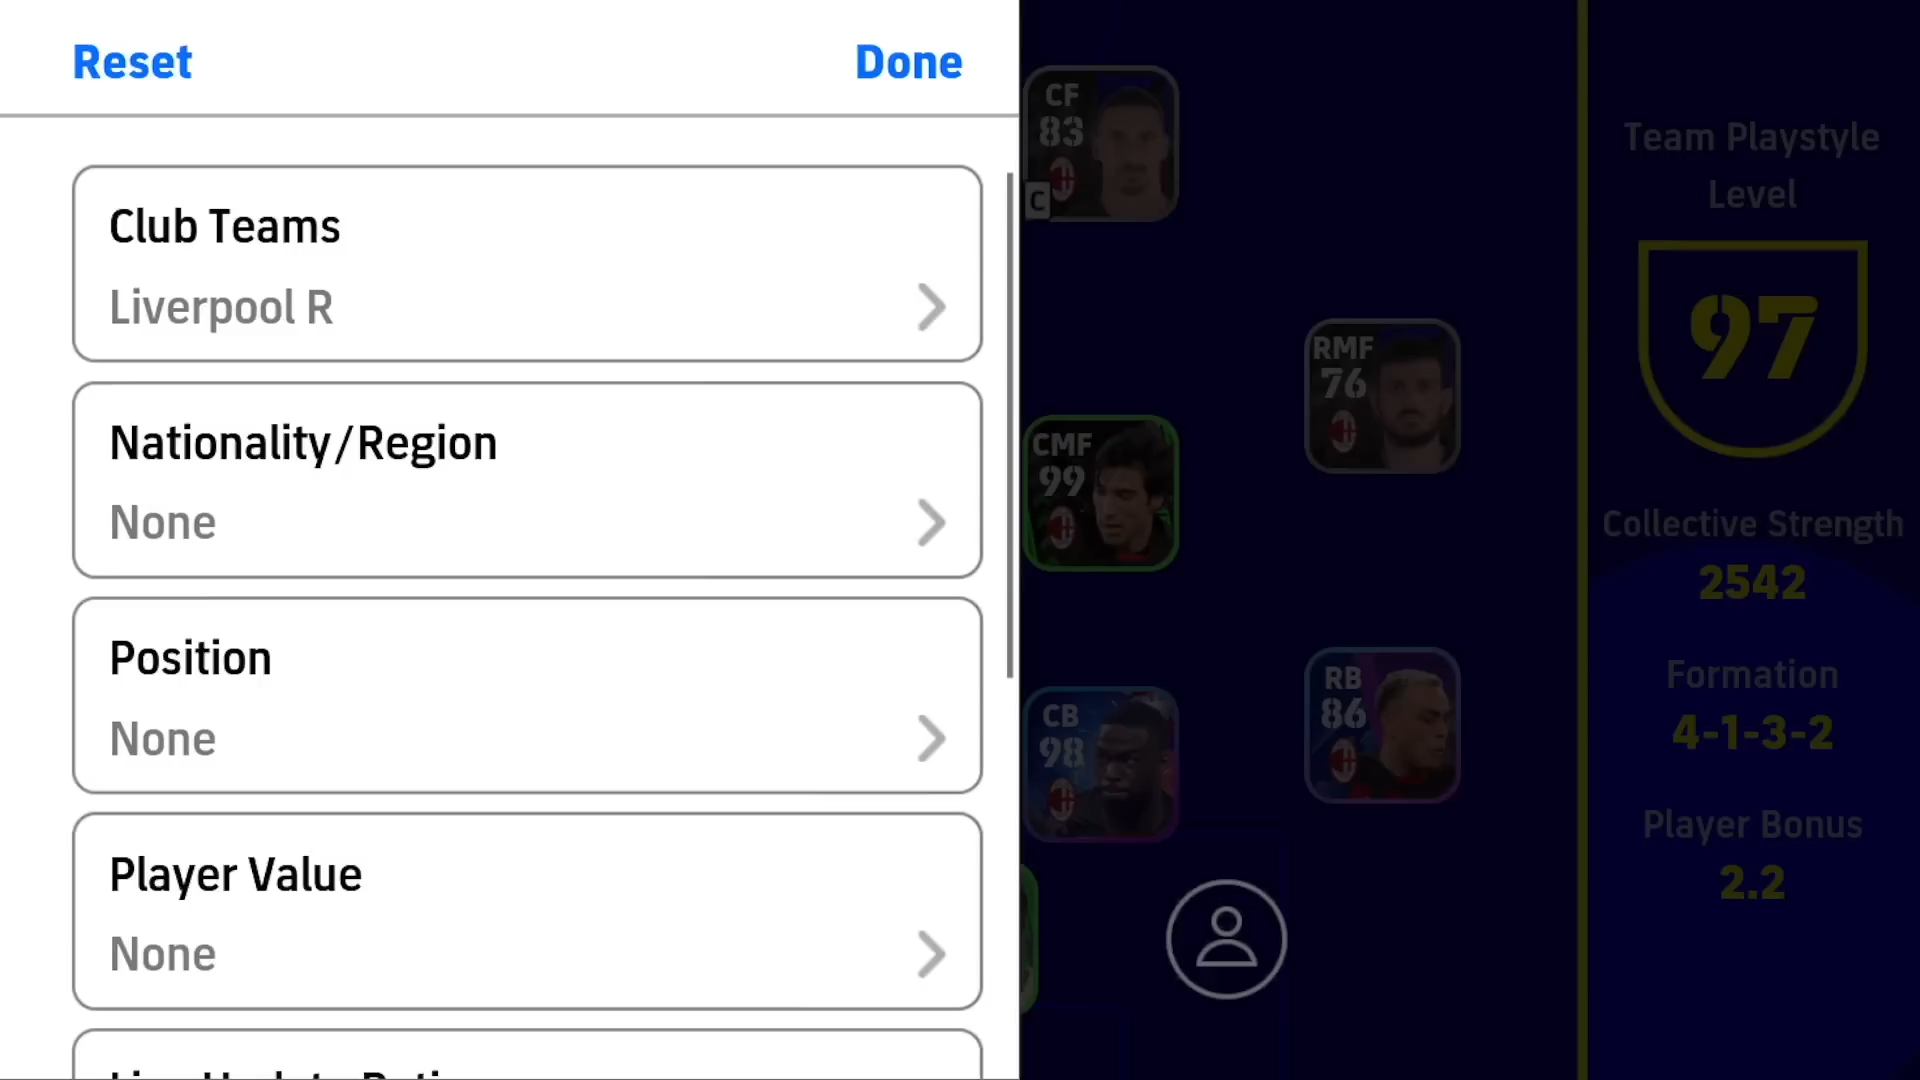 Reset
Done
Club Teams
Liverpool R
Nationality/Region
None
Position
None
Player Value
None
CF
83
C
RMF
76
CMF
99
CB
98
RB
86
Team Playstyle
Level
97
Collective Strength
2542
Formation
4-1-3-2
Player Bonus
2.2